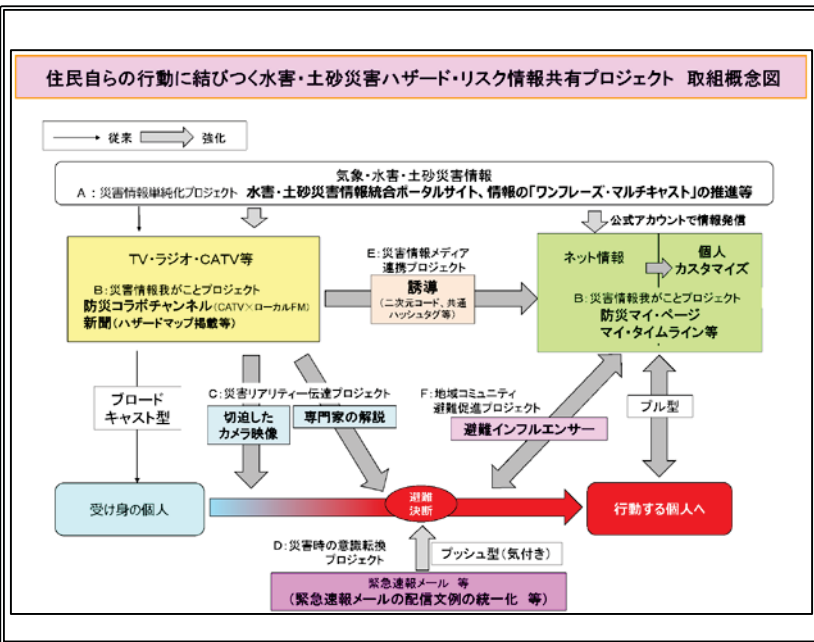 住民自らの行動に結びつく水害・土砂災害ハザード・リスク情報共有プロジェクト 取組概念図
従来
強化
気象・水害・土砂災害情報
A：災害情報単純化プロジェクト 水害・土砂災害情報統合ポータルサイト、情報の「ワンフレーズ・マルチキャスト」の推進等
公式アカウントで情報発信
TV・ラジオ・CATV等
B：災害情報我がことプロジェクト
防災コラボチャンネル(CATV×ローカルFM)
新聞(ハザードマップ掲載等)
E：災害情報メディア
連携プロジェクト
誘導
(二次元コード、共通
ハッシュタグ等)
ネット情報
個人
カスタマイズ
B：災害情報我がことプロジェクト
防災マイ・ページ
マイ・タイムライン等
ブロード
キャスト型
C：災害リアリティー伝達プロジェクト
切迫した
カメラ映像
専門家の解説
F：地域コミュニティ
避難促進プロジェクト
避難インフルエンサー
プル型
受け身の個人
避難
決断
行動する個人へ
D：災害時の意識転換
プロジェクト
プッシュ型(気付き)
緊急速報メール 等
(緊急速報メールの配信文例の統一化 等)